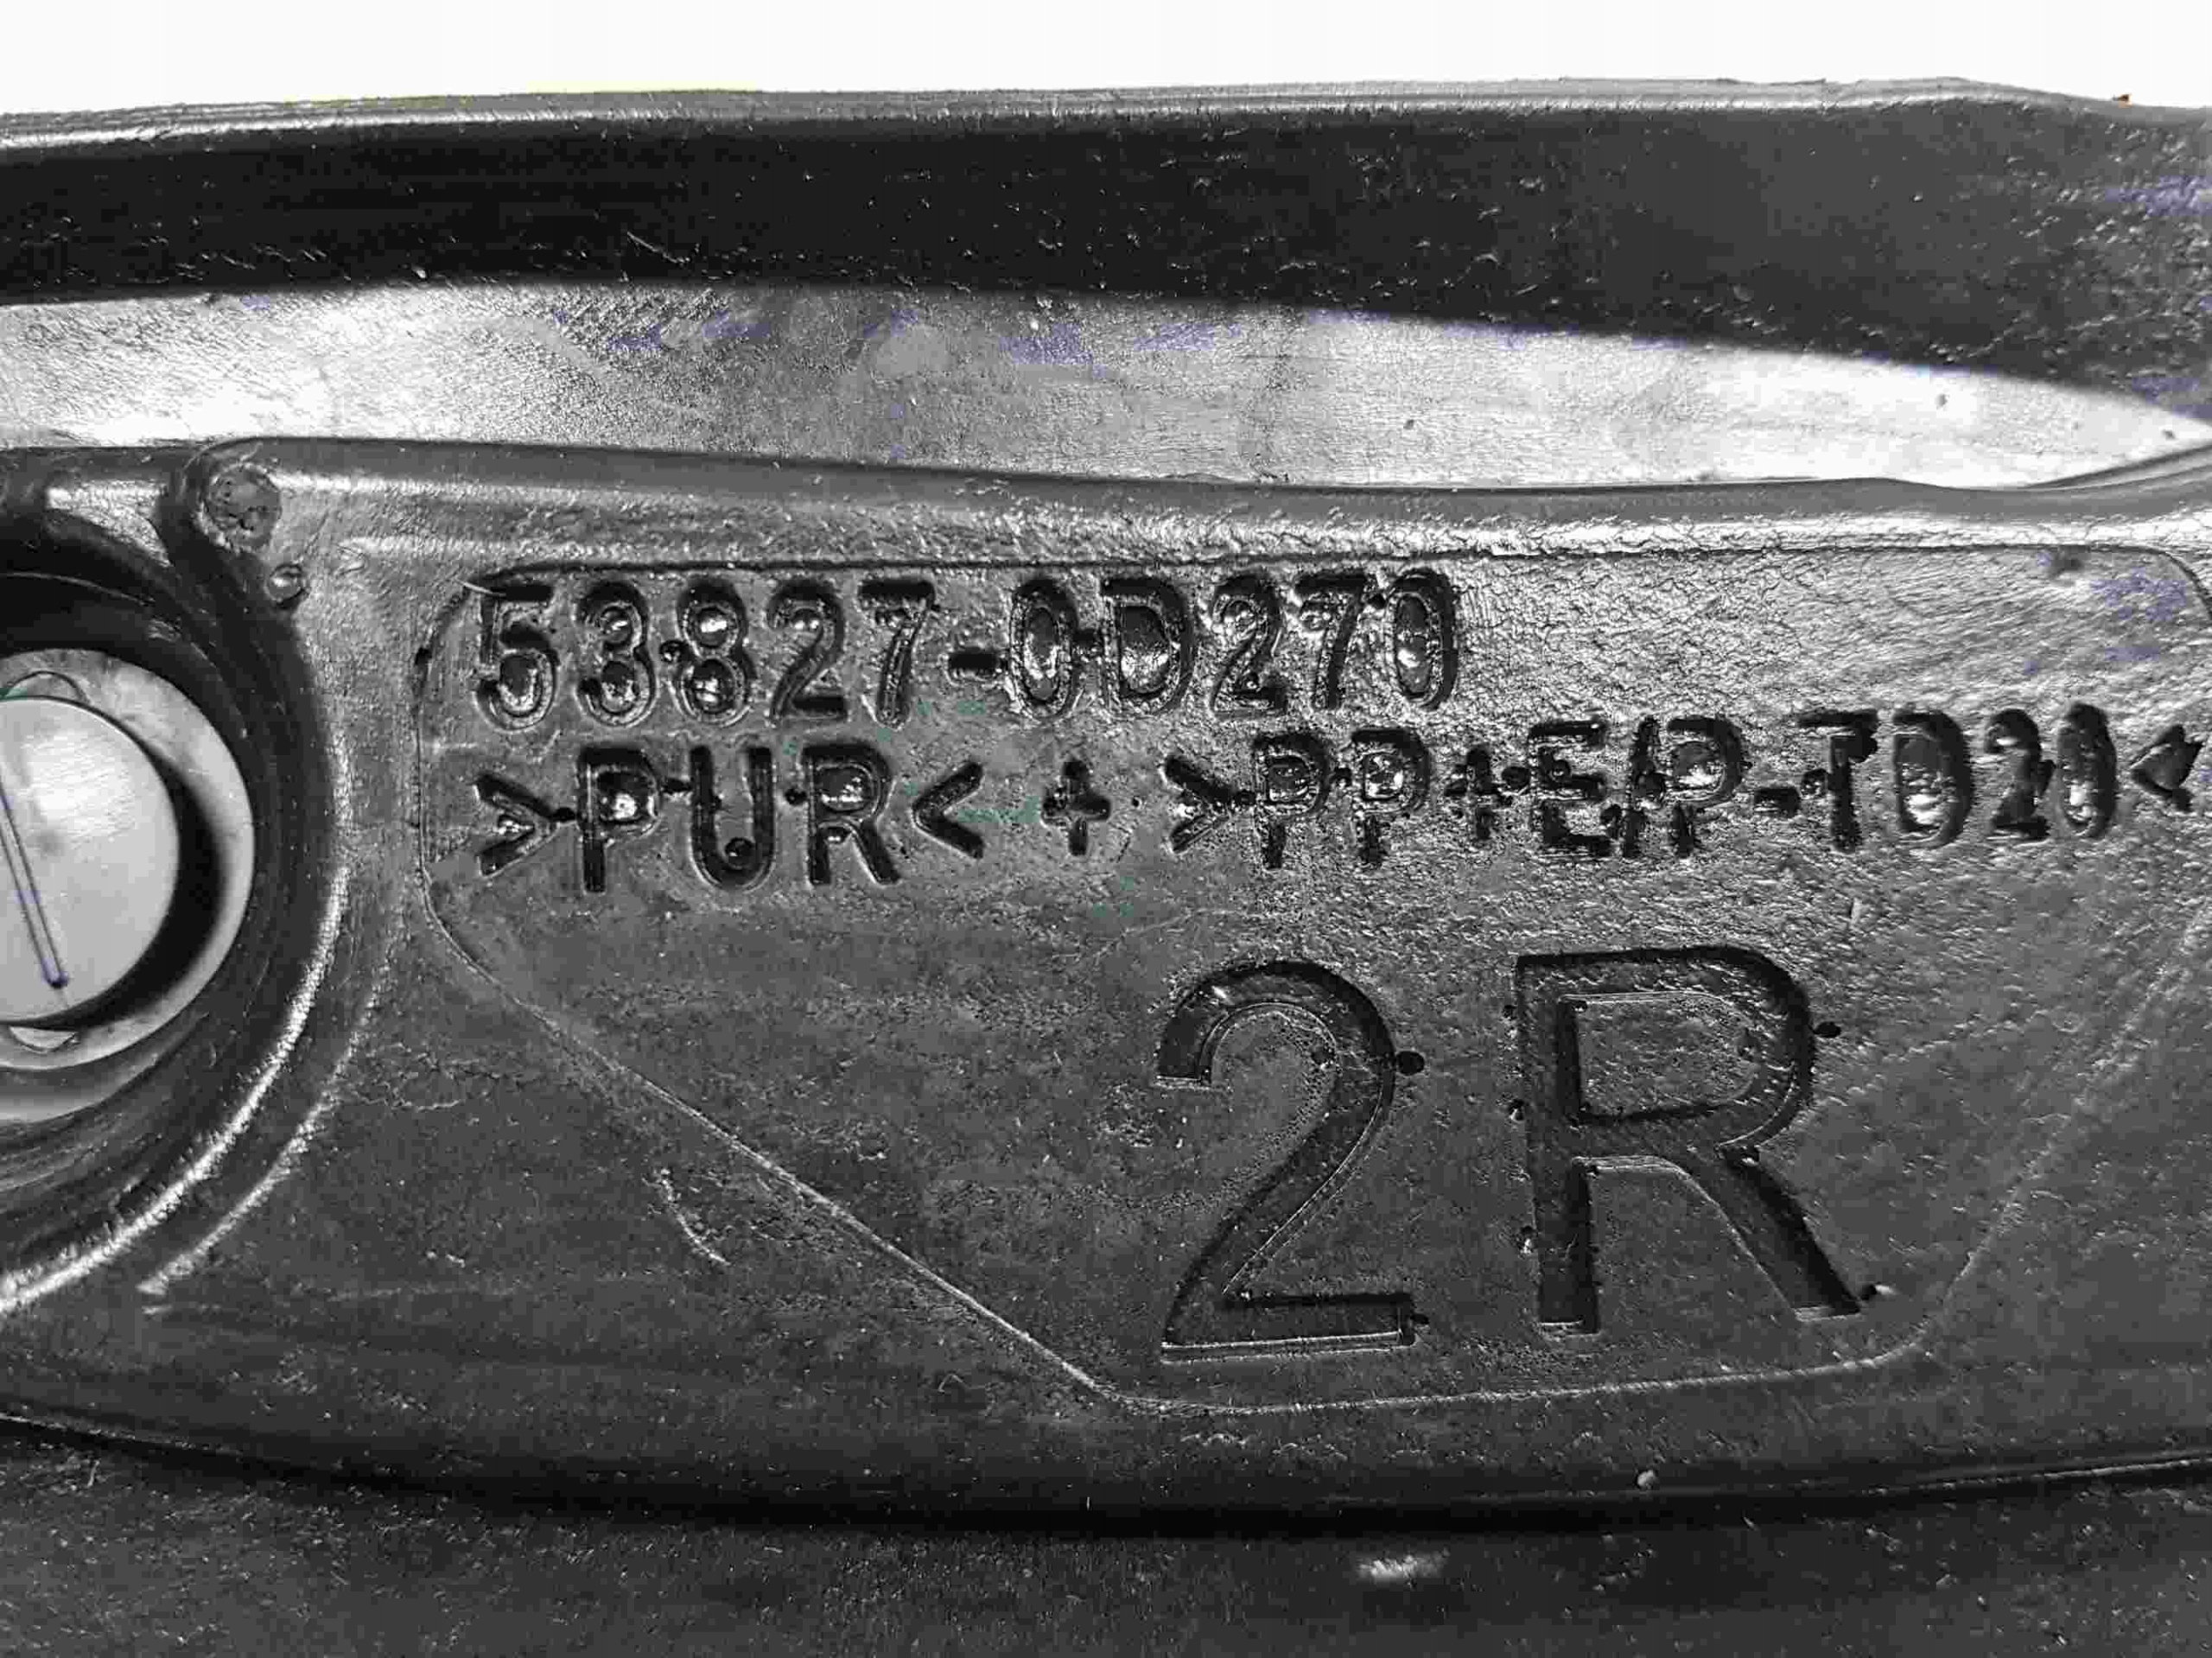 53827-0D270
>PUR< + >PP+E/P-TD20<
2R